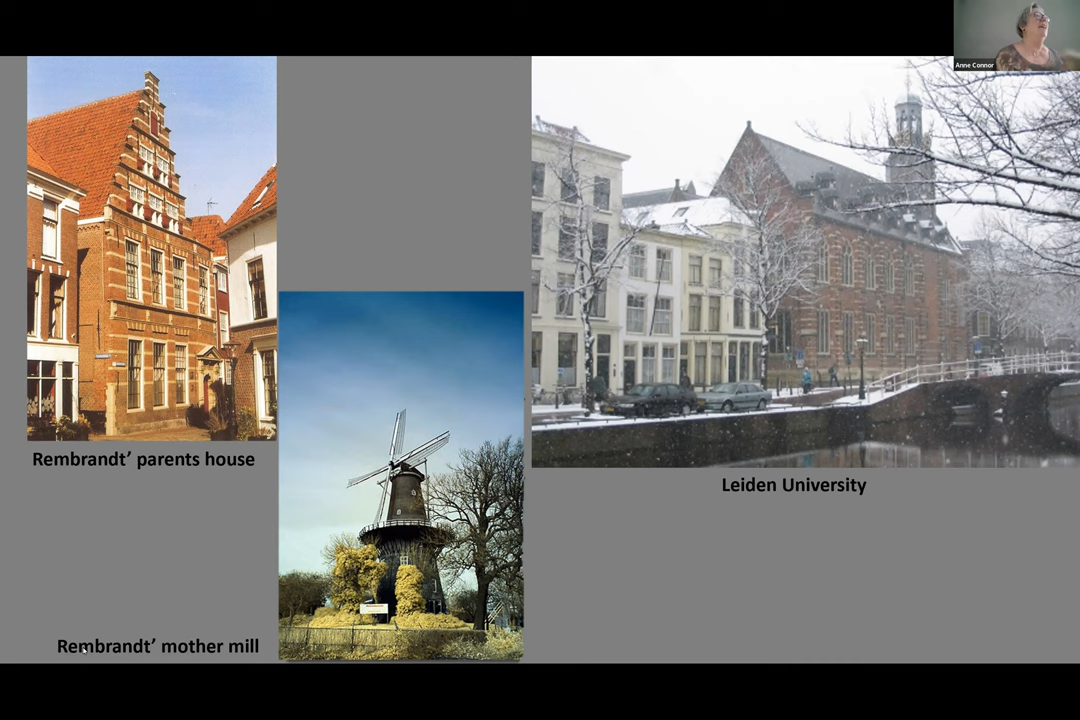 Anne Connor
Rembrandt’ parents house
Leiden University
Rembrandt’ mother mill